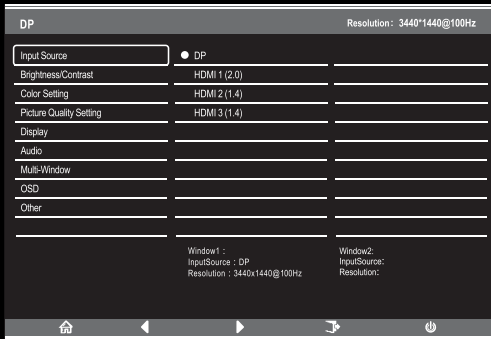 DP
Resolution: 3440*1440@100Hz
Input Source
DP
Brightness/Contrast
HDMI 1 (2.0)
Color Setting
HDMI 2 (1.4)
Picture Quality Setting
HDMI 3 (1.4)
Display
Audio
Multi-Window
OSD
Other
Window1 :
InputSource : DP
Resolution : 3440x1440@100Hz
Window2:
InputSource:
Resolution: